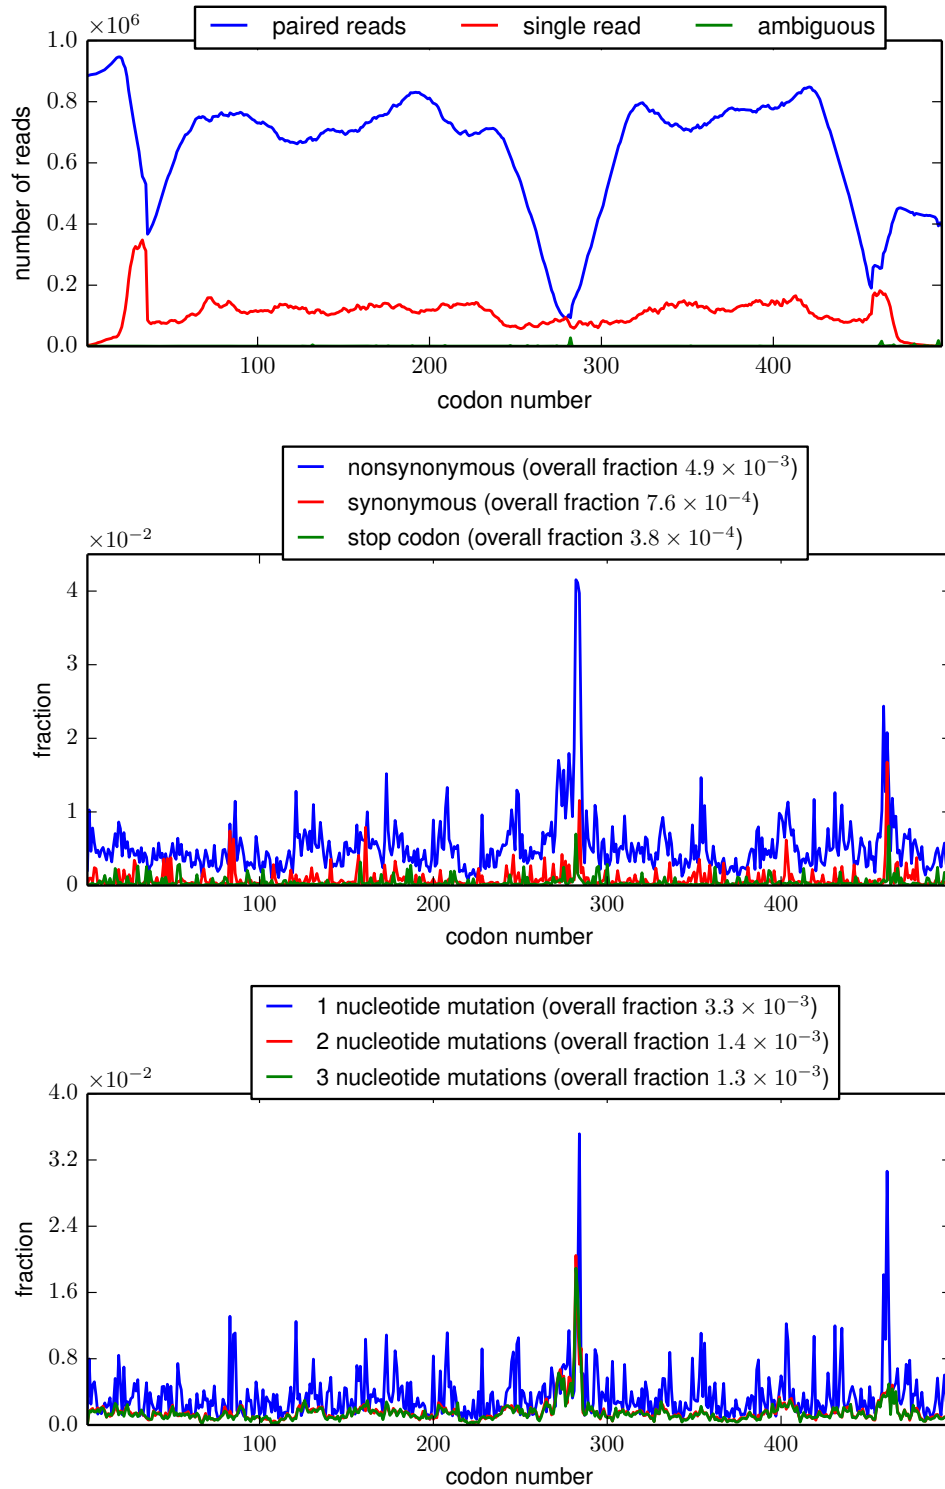 paired reads single read ambiguous
×10^6
1.0
0.8
0.6
0.4
0.2
0.0
number of reads
100 200 300 400
codon number
nonsynonymous (overall fraction 4.9 × 10^−3)
synonymous (overall fraction 7.6 × 10^−4)
stop codon (overall fraction 3.8 × 10^−4)
×10^−2
4
3
2
1
0
fraction
100 200 300 400
codon number
1 nucleotide mutation (overall fraction 3.3 × 10^−3)
2 nucleotide mutations (overall fraction 1.4 × 10^−3)
3 nucleotide mutations (overall fraction 1.3 × 10^−3)
×10^−2
4.0
3.2
2.4
1.6
0.8
0.0
fraction
100 200 300 400
codon number